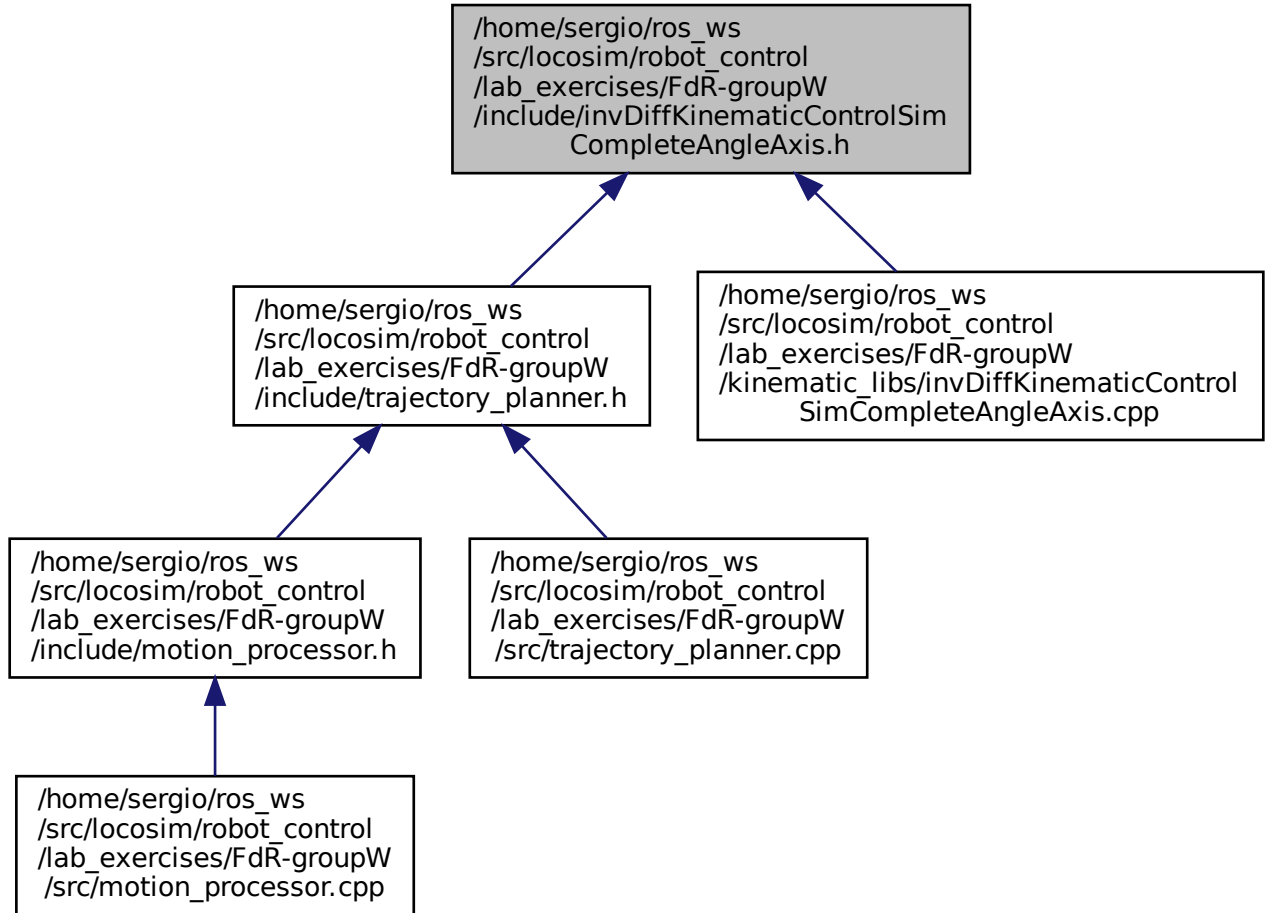 /home/sergio/ros_ws
/src/locosim/robot_control
/lab_exercises/FdR-groupW
/include/invDiffKinematicControlSim
CompleteAngleAxis.h
/home/sergio/ros_ws
/src/locosim/robot_control
/lab_exercises/FdR-groupW
/include/trajectory_planner.h
/home/sergio/ros_ws
/src/locosim/robot_control
/lab_exercises/FdR-groupW
/kinematic_libs/invDiffKinematicControl
SimCompleteAngleAxis.cpp
/home/sergio/ros_ws
/src/locosim/robot_control
/lab_exercises/FdR-groupW
/include/motion_processor.h
/home/sergio/ros_ws
/src/locosim/robot_control
/lab_exercises/FdR-groupW
/src/trajectory_planner.cpp
/home/sergio/ros_ws
/src/locosim/robot_control
/lab_exercises/FdR-groupW
/src/motion_processor.cpp